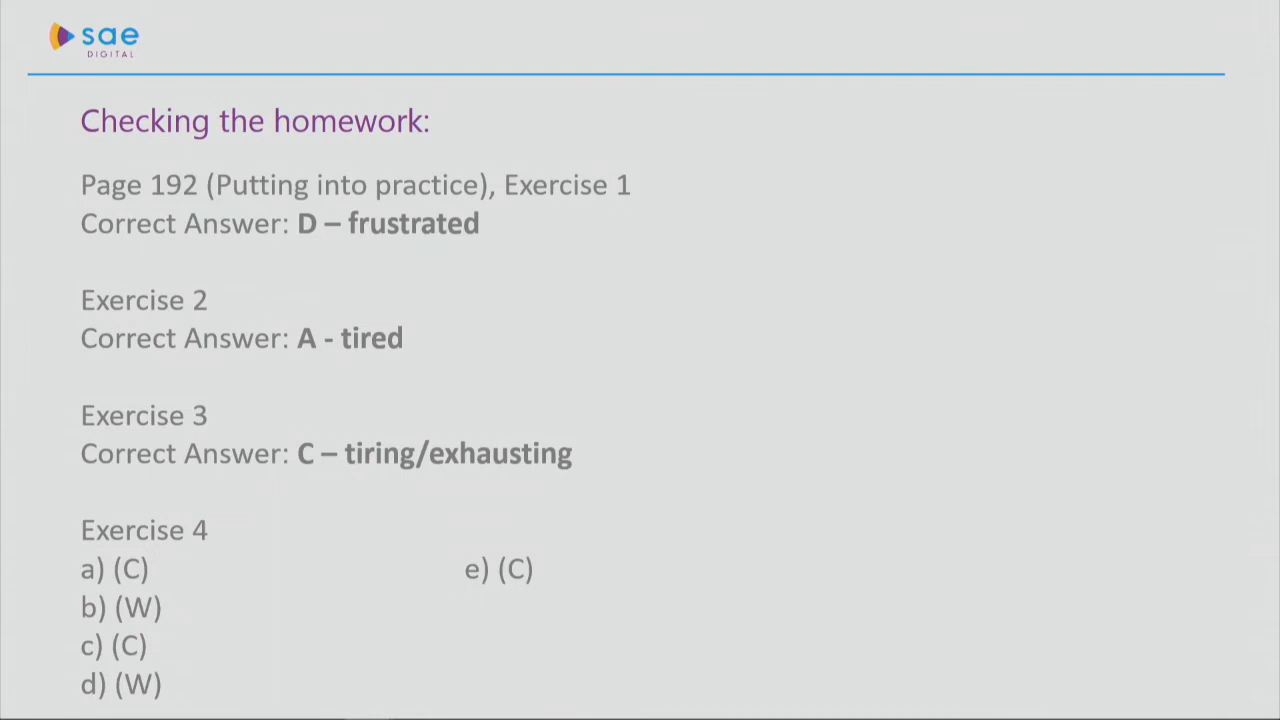 sae
DIGITAL
Checking the homework:
Page 192 (Putting into practice), Exercise 1
Correct Answer: D – frustrated
Exercise 2
Correct Answer: A - tired
Exercise 3
Correct Answer: C – tiring/exhausting
Exercise 4
a) (C)
b) (W)
c) (C)
d) (W)
e) (C)